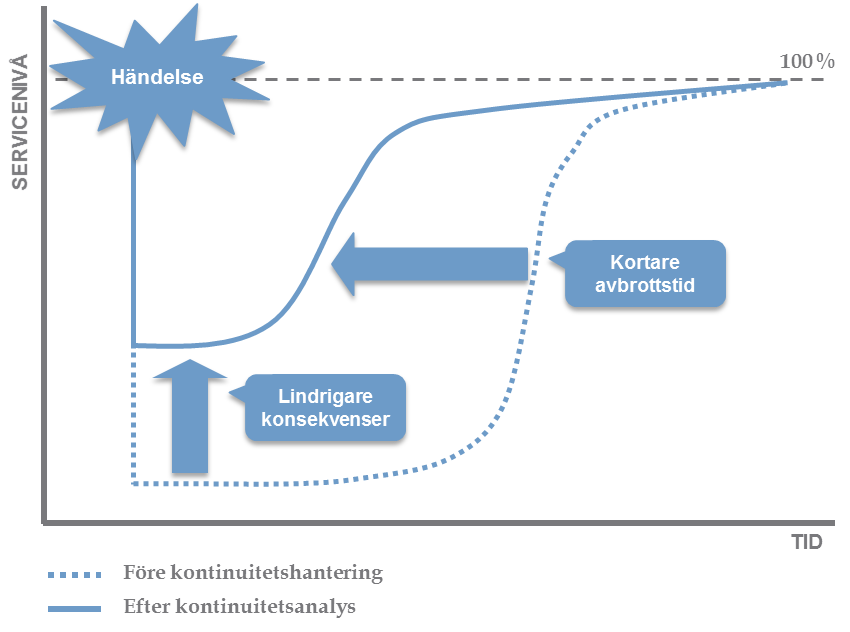 Händelse
100%
SERVICENIVÅ
Kortare
avbrottstid
Lindrigare
konsekvenser
TID
Före kontinuitetshantering
Efter kontinuitetsanalys